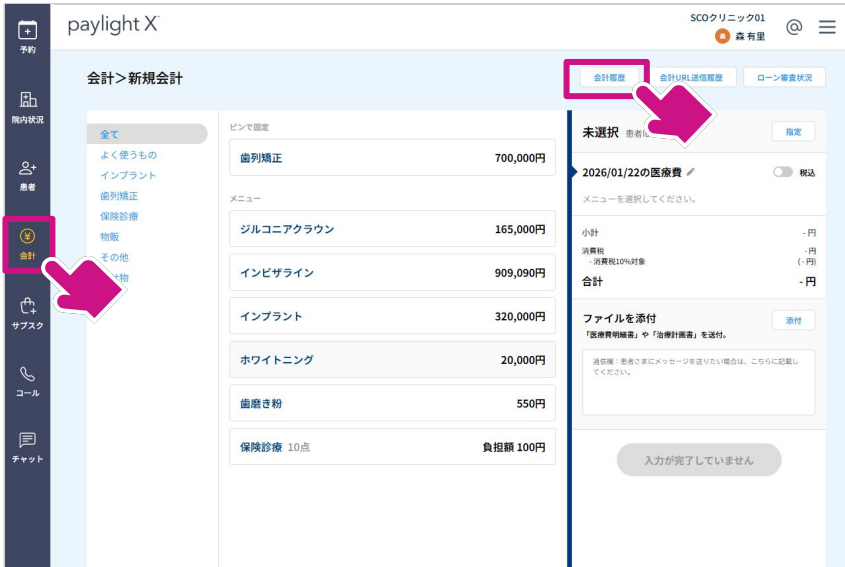 paylight X
SCOクリニック01
森 有里
予約
院内状況
患者
会計
サブスク
コール
チャット
会計＞新規会計
会計履歴
会計URL送信履歴
ローン審査状況
全て
よく使うもの
インプラント
歯列矯正
保険診療
物販
その他
ピンで固定
歯列矯正 700,000円
メニュー
ジルコニアクラウン 165,000円
インビザライン 909,090円
インプラント 320,000円
ホワイトニング 20,000円
歯磨き粉 550円
保険診療 10点 負担額 100円
未選択
指定
2026/01/22の医療費
税込
メニューを選択してください。
小計 - 円
消費税 - 円
- 消費税10%対象 ( - 円)
合計 - 円
ファイルを添付
添付
「医療費明細書」や「治療計画書」を送付。
通信欄：患者さまにメッセージを送りたい場合は、こちらに記載し
てください。
入力が完了していません